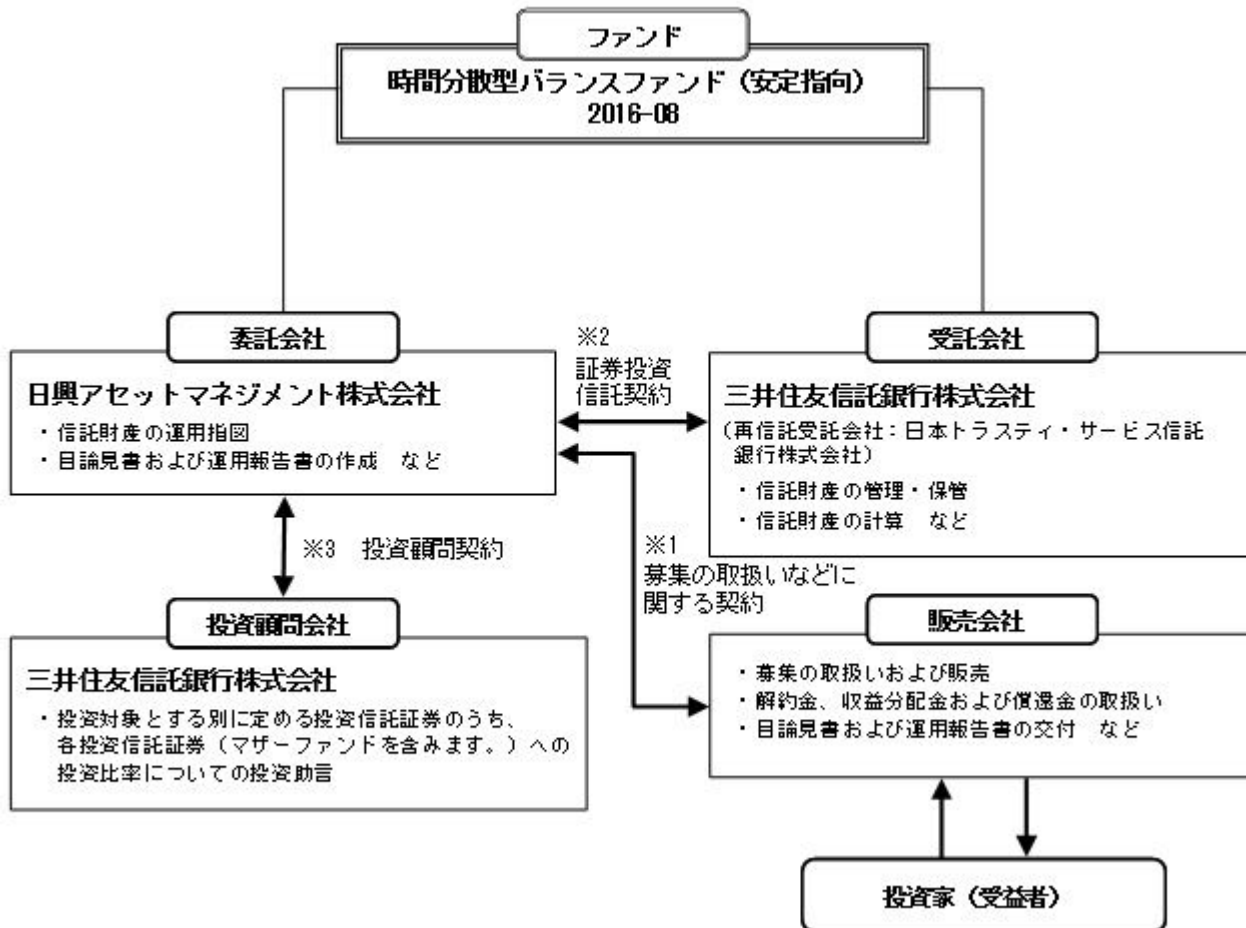 ファンド
時間分散型バランスファンド（安定指向）
2016-08
委託会社
日興アセットマネジメント株式会社
・信託財産の運用指図
・目論見書および運用報告書の作成　など
※2
証券投資
信託契約
受託会社
三井住友信託銀行株式会社
（再信託受託会社：日本トラスティ・サービス信託
銀行株式会社）
・信託財産の管理・保管
・信託財産の計算　など
※3　投資顧問契約
※1
募集の取扱いなどに
関する契約
投資顧問会社
三井住友信託銀行株式会社
・投資対象とする別に定める投資信託証券のうち、
各投資信託証券（マザーファンドを含みます。）への
投資比率についての投資助言
販売会社
・募集の取扱いおよび販売
・解約金、収益分配金および償還金の取扱い
・目論見書および運用報告書の交付　など
投資家（受益者）